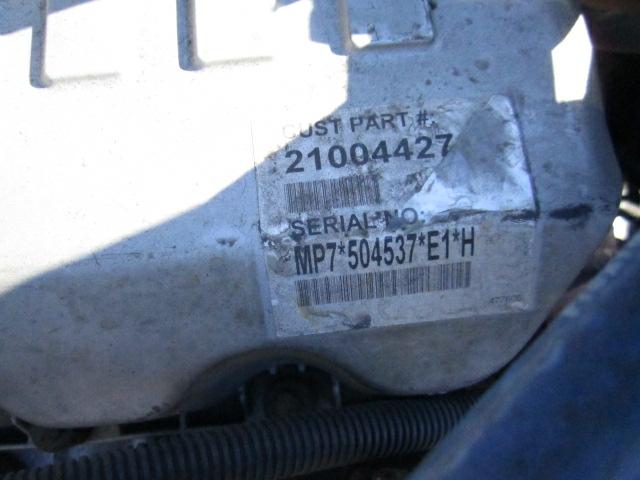 CUST PART #:
21004427
SERIAL NO:
MP7*504537*E1*H